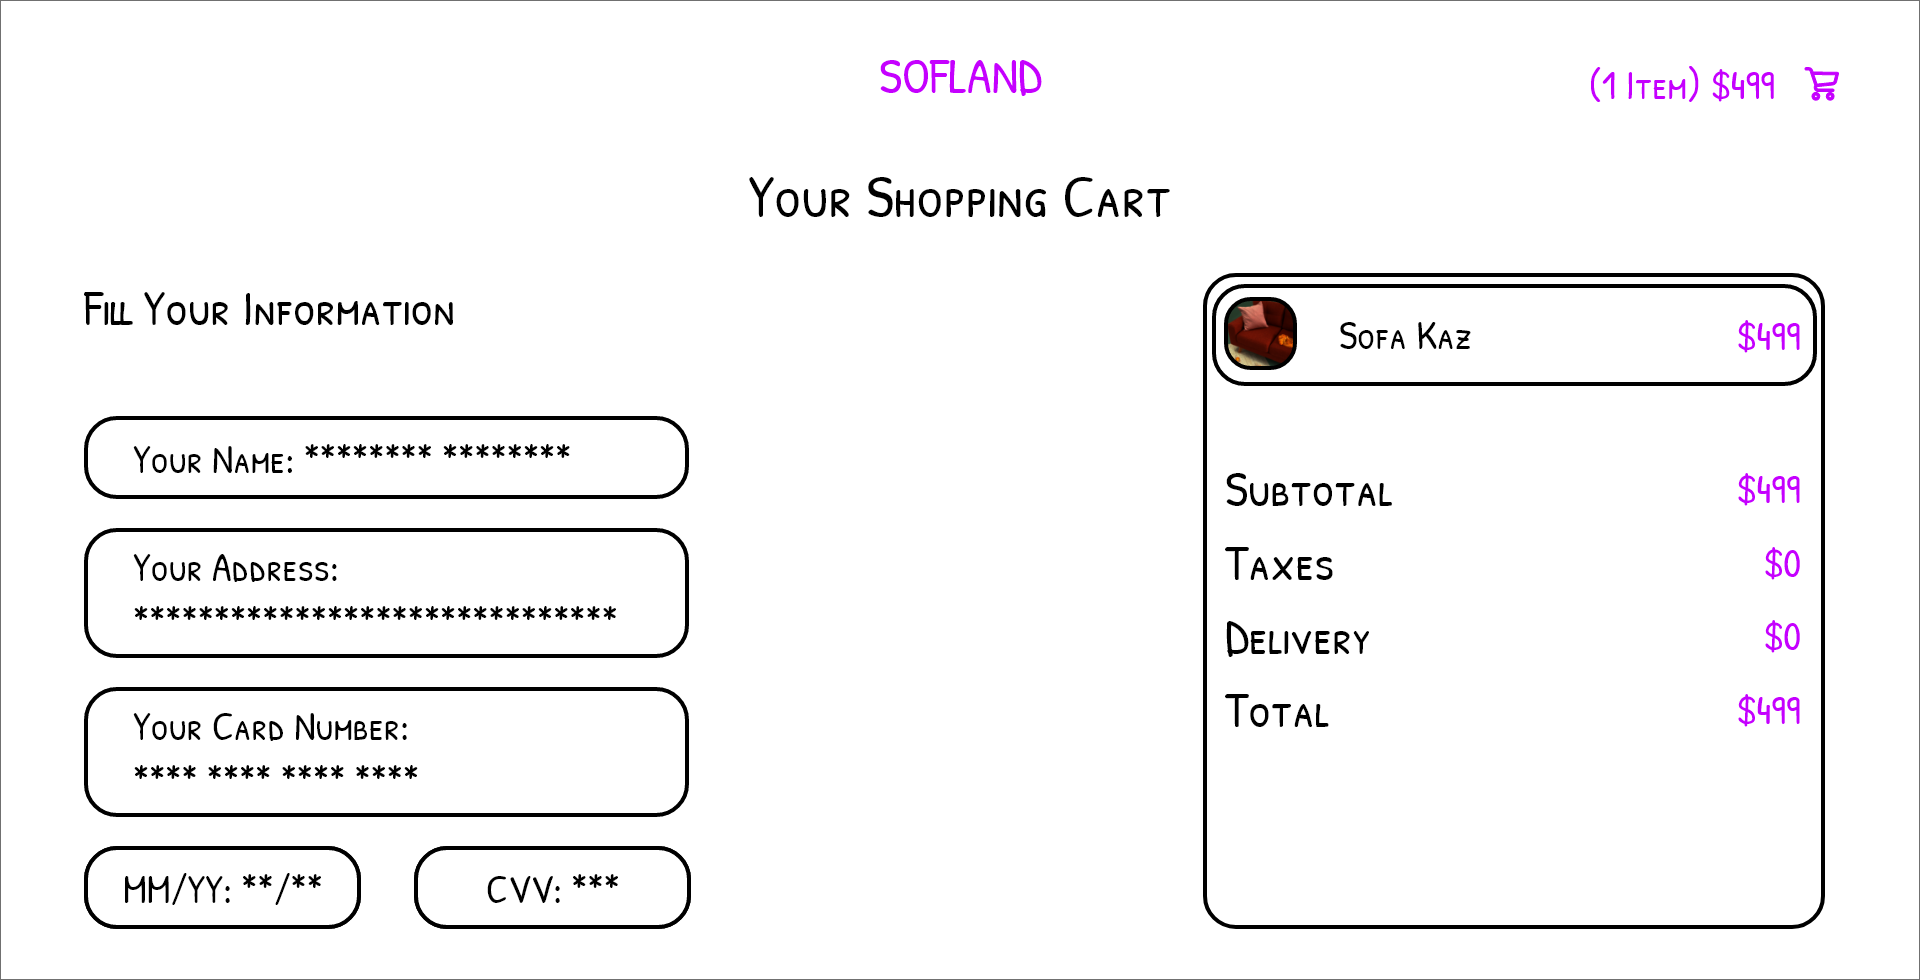 SOFLAND
(1 Item) $499
Your Shopping Cart
Fill Your Information
Your Name: ******** ********
Your Address:
******************************
Your Card Number:
**** **** **** ****
MM/YY: **/**
CVV: ***
Sofa Kaz $499
Subtotal $499
Taxes $0
Delivery $0
Total $499